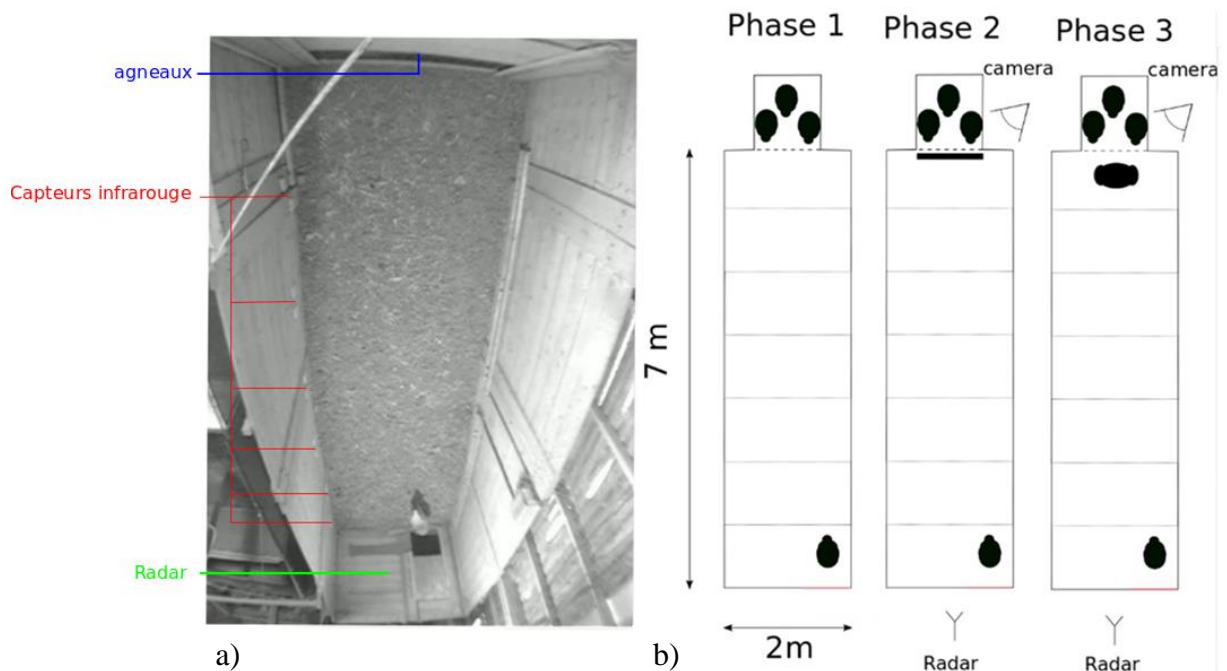 agneaux
Capteurs infrarouge
Radar
a)
Phase 1
Phase 2
Phase 3
camera
camera
7 m
2m
b)
Radar
Radar